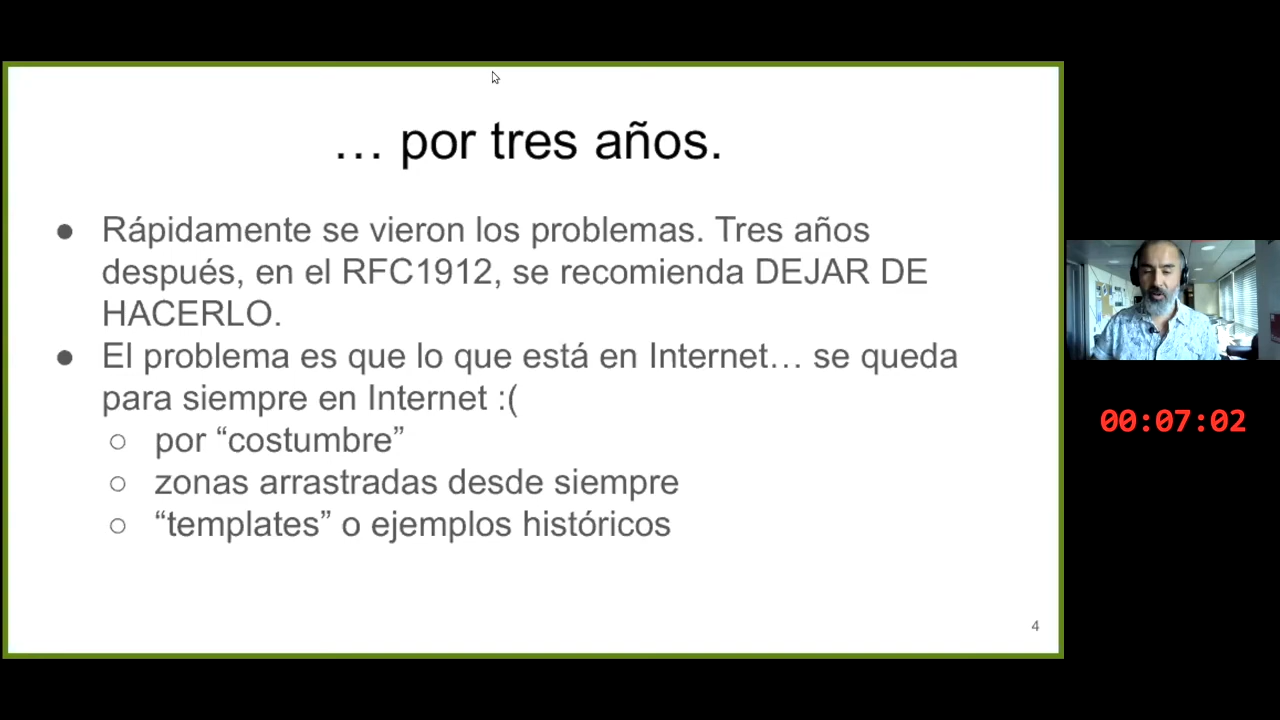 … por tres años.
● Rápidamente se vieron los problemas. Tres años
después, en el RFC1912, se recomienda DEJAR DE
HACERLO.
● El problema es que lo que está en Internet… se queda
para siempre en Internet :(
○ por “costumbre”
○ zonas arrastradas desde siempre
○ “templates” o ejemplos históricos
4
00:07:02